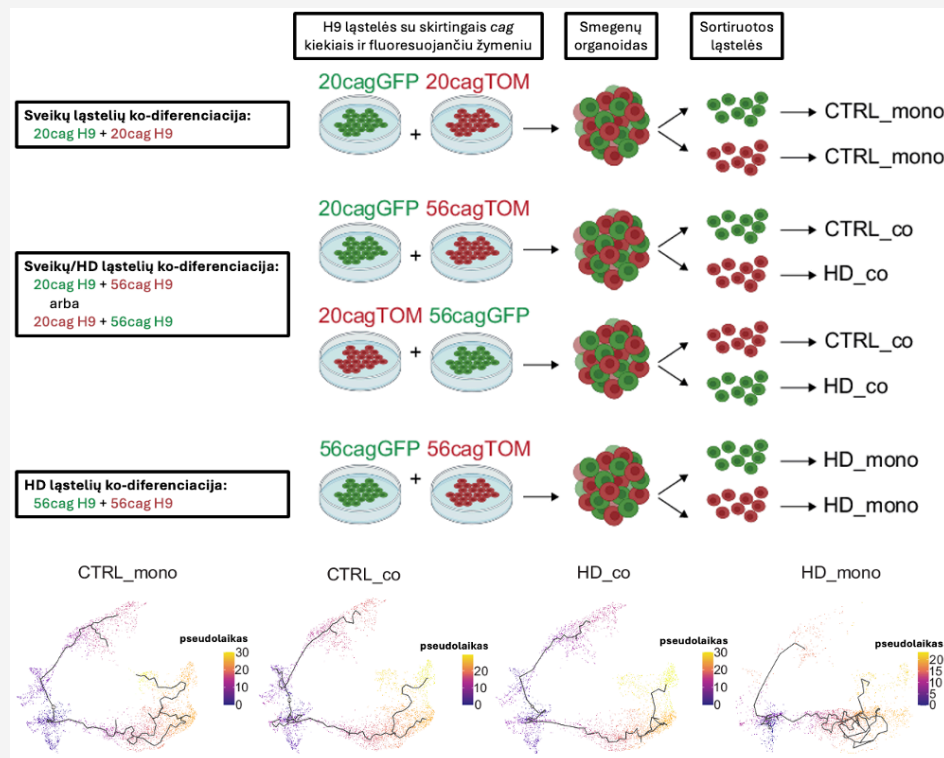 H9 ląstelės su skirtingais cag
kiekiais ir fluoresuojančiu žymeniu
Smegenų
organoidas
Sortiruotos
ląstelės
Sveikų ląstelių ko-diferenciacija:
20cag H9 + 20cag H9
20cagGFP 20cagTOM
+
CTRL_mono
CTRL_mono
Sveikų/HD ląstelių ko-diferenciacija:
20cag H9 + 56cag H9
arba
20cag H9 + 56cag H9
20cagGFP 56cagTOM
+
CTRL_co
HD_co
20cagTOM 56cagGFP
+
CTRL_co
HD_co
HD ląstelių ko-diferenciacija:
56cag H9 + 56cag H9
56cagGFP 56cagTOM
+
HD_mono
HD_mono
CTRL_mono
pseudolaikas
30
20
10
0
CTRL_co
pseudolaikas
20
10
0
HD_co
pseudolaikas
30
20
10
0
HD_mono
pseudolaikas
20
15
10
5
0